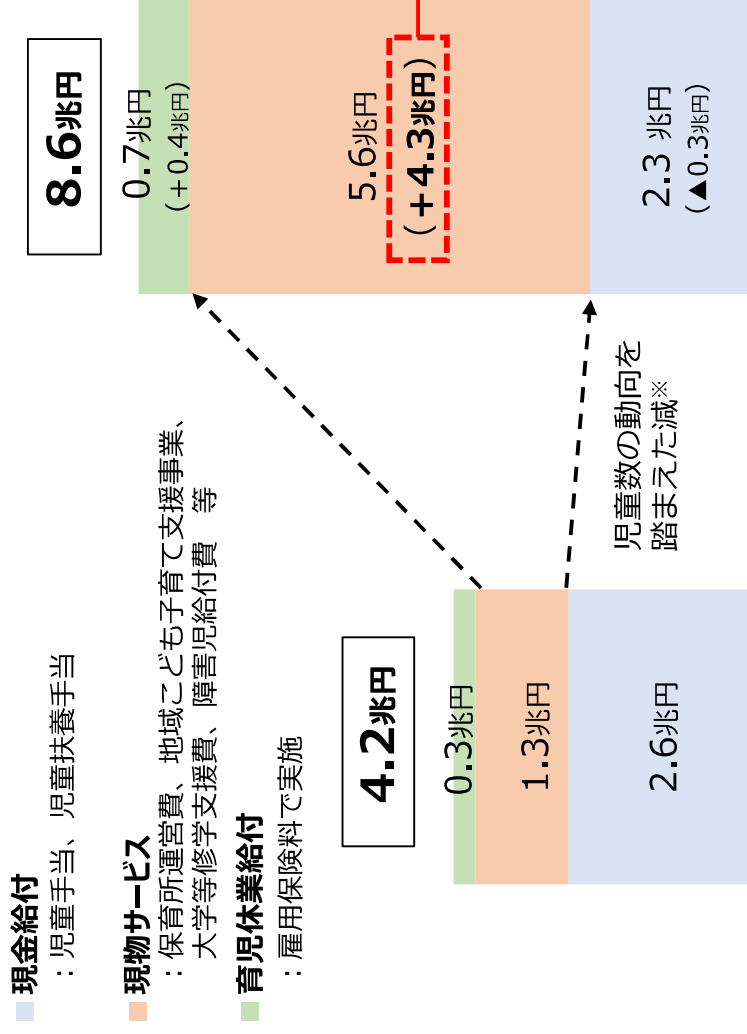 現金給付
：児童手当、児童扶養手当
現物サービス
：保育所運営費、地域こども子育て支援事業、
大学等修学支援費、障害児給付費　等
育児休業給付
：雇用保険料で実施
4.2兆円
0.3兆円
1.3兆円
2.6兆円
児童数の動向を
踏まえた減※
8.6兆円
0.7兆円
（＋0.4兆円）
5.6兆円
（＋4.3兆円）
2.3 兆円
（▲0.3兆円）